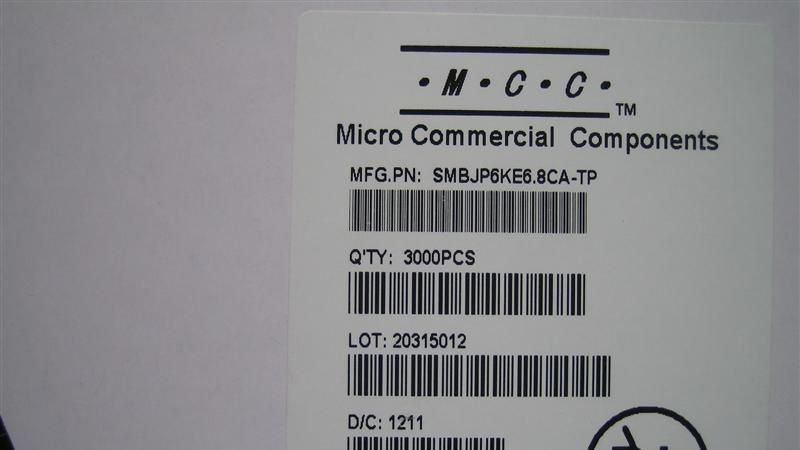 ·M·C·C·
TM
Micro Commercial Components
MFG.PN: SMBJP6KE6.8CA-TP
Q'TY: 3000PCS
LOT: 20315012
D/C: 1211